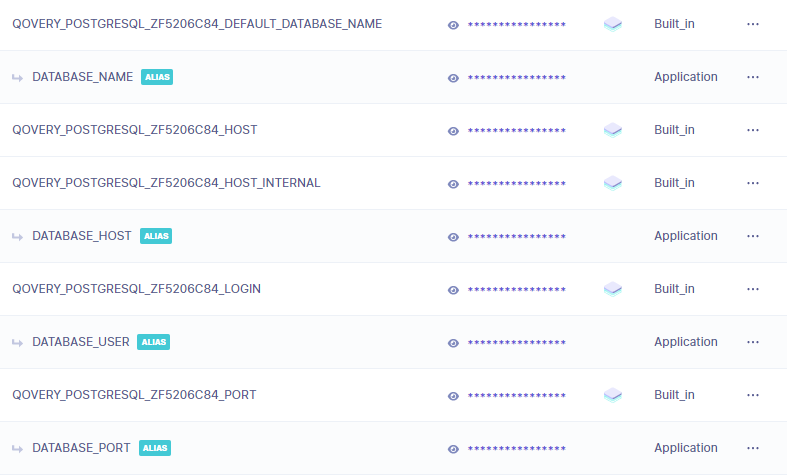 QOVERY_POSTGRESQL_ZF5206C84_DEFAULT_DATABASE_NAME **************** Built_in ...
DATABASE_NAME ALIAS **************** Application ...
QOVERY_POSTGRESQL_ZF5206C84_HOST **************** Built_in ...
QOVERY_POSTGRESQL_ZF5206C84_HOST_INTERNAL **************** Built_in ...
DATABASE_HOST ALIAS **************** Application ...
QOVERY_POSTGRESQL_ZF5206C84_LOGIN **************** Built_in ...
DATABASE_USER ALIAS **************** Application ...
QOVERY_POSTGRESQL_ZF5206C84_PORT **************** Built_in ...
DATABASE_PORT ALIAS **************** Application ...